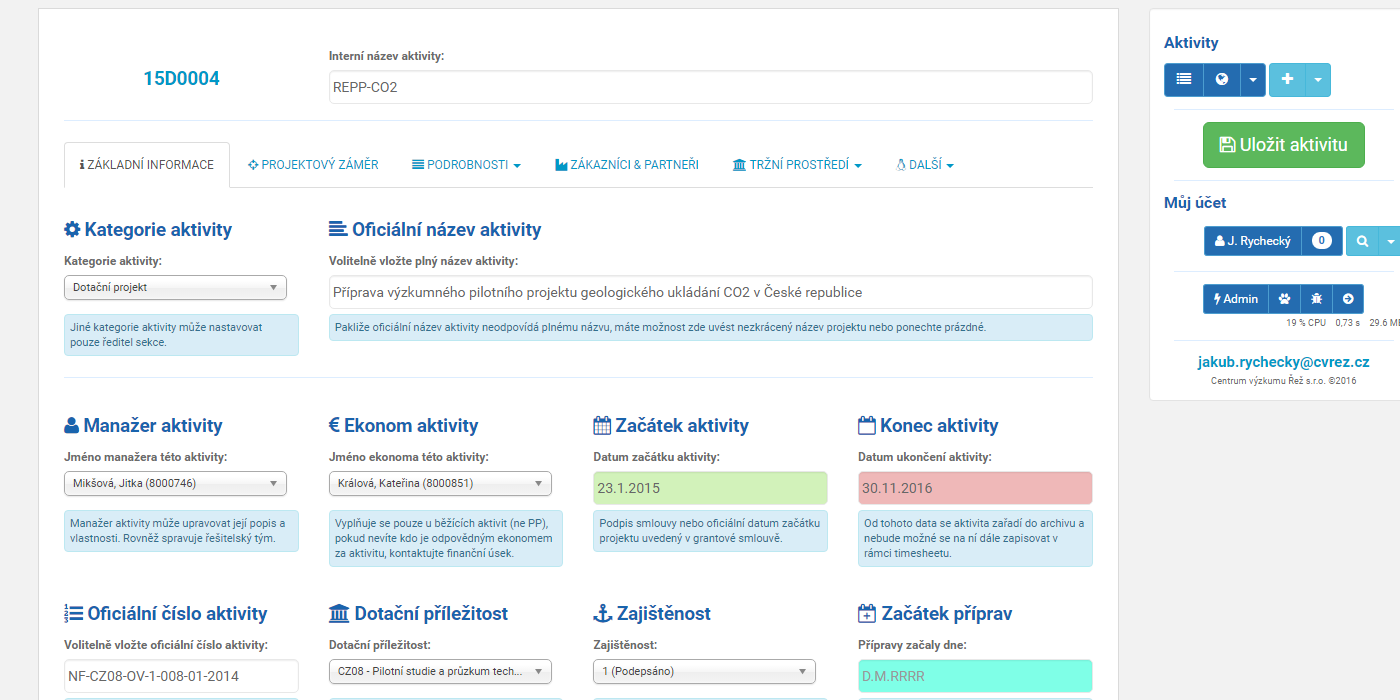 15D0004
Interní název aktivity:
REPP-CO2
ZÁKLADNÍ INFORMACE
PROJEKTOVÝ ZÁMĚR
PODROBNOSTI
ZÁKAZNÍCI & PARTNEŘI
TRŽNÍ PROSTŘEDÍ
DALŠÍ
Kategorie aktivity
Kategorie aktivity:
Dotační projekt
Jiné kategorie aktivity může nastavovat
pouze ředitel sekce.
Oficiální název aktivity
Volitelně vložte plný název aktivity:
Příprava výzkumného pilotního projektu geologického ukládání CO2 v České republice
Pakliže oficiální název aktivity neodpovídá plnému názvu, máte možnost zde uvést nezkrácený název projektu nebo ponechte prázdné.
Manažer aktivity
Jméno manažera této aktivity:
Mikšová, Jitka (8000746)
Manažer aktivity může upravovat její popis a
vlastnosti. Rovněž spravuje řešitelský tým.
Ekonom aktivity
Jméno ekonoma této aktivity:
Králová, Kateřina (8000851)
Vyplňuje se pouze u běžících aktivit (ne PP),
pokud nevíte kdo je odpovědným ekonomem
za aktivitu, kontaktujte finanční úsek.
Začátek aktivity
Datum začátku aktivity:
23.1.2015
Podpis smlouvy nebo oficiální datum začátku
projektu uvedený v grantové smlouvě.
Konec aktivity
Datum ukončení aktivity:
30.11.2016
Od tohoto data se aktivita zařadí do archivu a
nebude možné se na ní dále zapisovat v
rámci timesheetu.
Oficiální číslo aktivity
Volitelně vložte oficiální číslo aktivity:
NF-CZ08-OV-1-008-01-2014
Dotační příležitost
Dotační příležitost:
CZ08 - Pilotní studie a průzkum tech...
Zajištěnost
Zajištěnost:
1 (Podepsáno)
Začátek příprav
Přípravy začaly dne:
D.M.RRRR
Aktivity
Uložit aktivitu
Můj účet
J. Rychecký 0
Admin
19 % CPU 0,73 s 29.6 ME
jakub.rychecky@cvrez.cz
Centrum výzkumu Řež s.r.o. ©2016